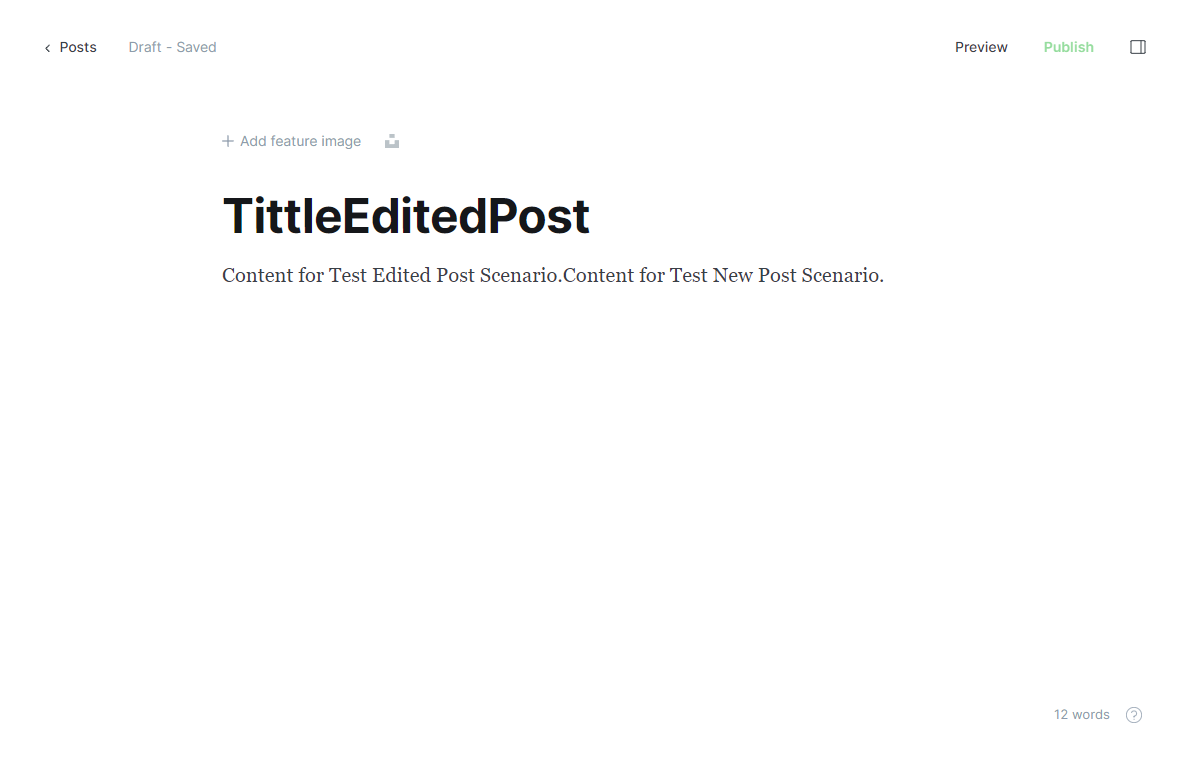 Posts Draft - Saved Preview Publish
Add feature image
TittleEditedPost
Content for Test Edited Post Scenario.Content for Test New Post Scenario.
12 words ?